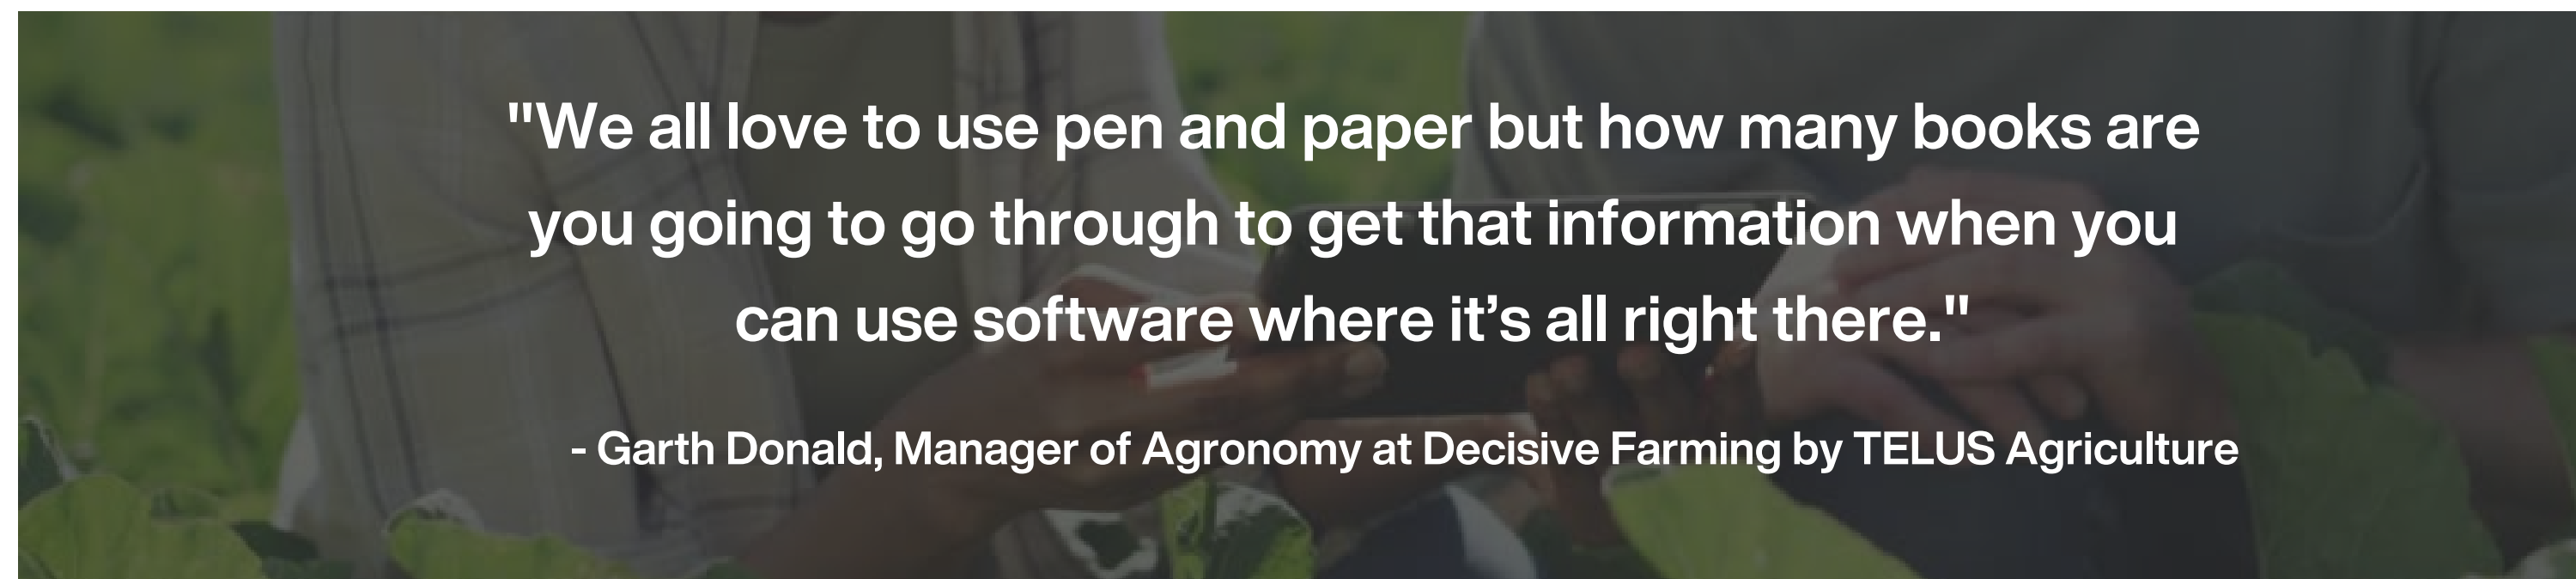 "We all love to use pen and paper but how many books are
you going to go through to get that information when you
can use software where it’s all right there."
- Garth Donald, Manager of Agronomy at Decisive Farming by TELUS Agriculture